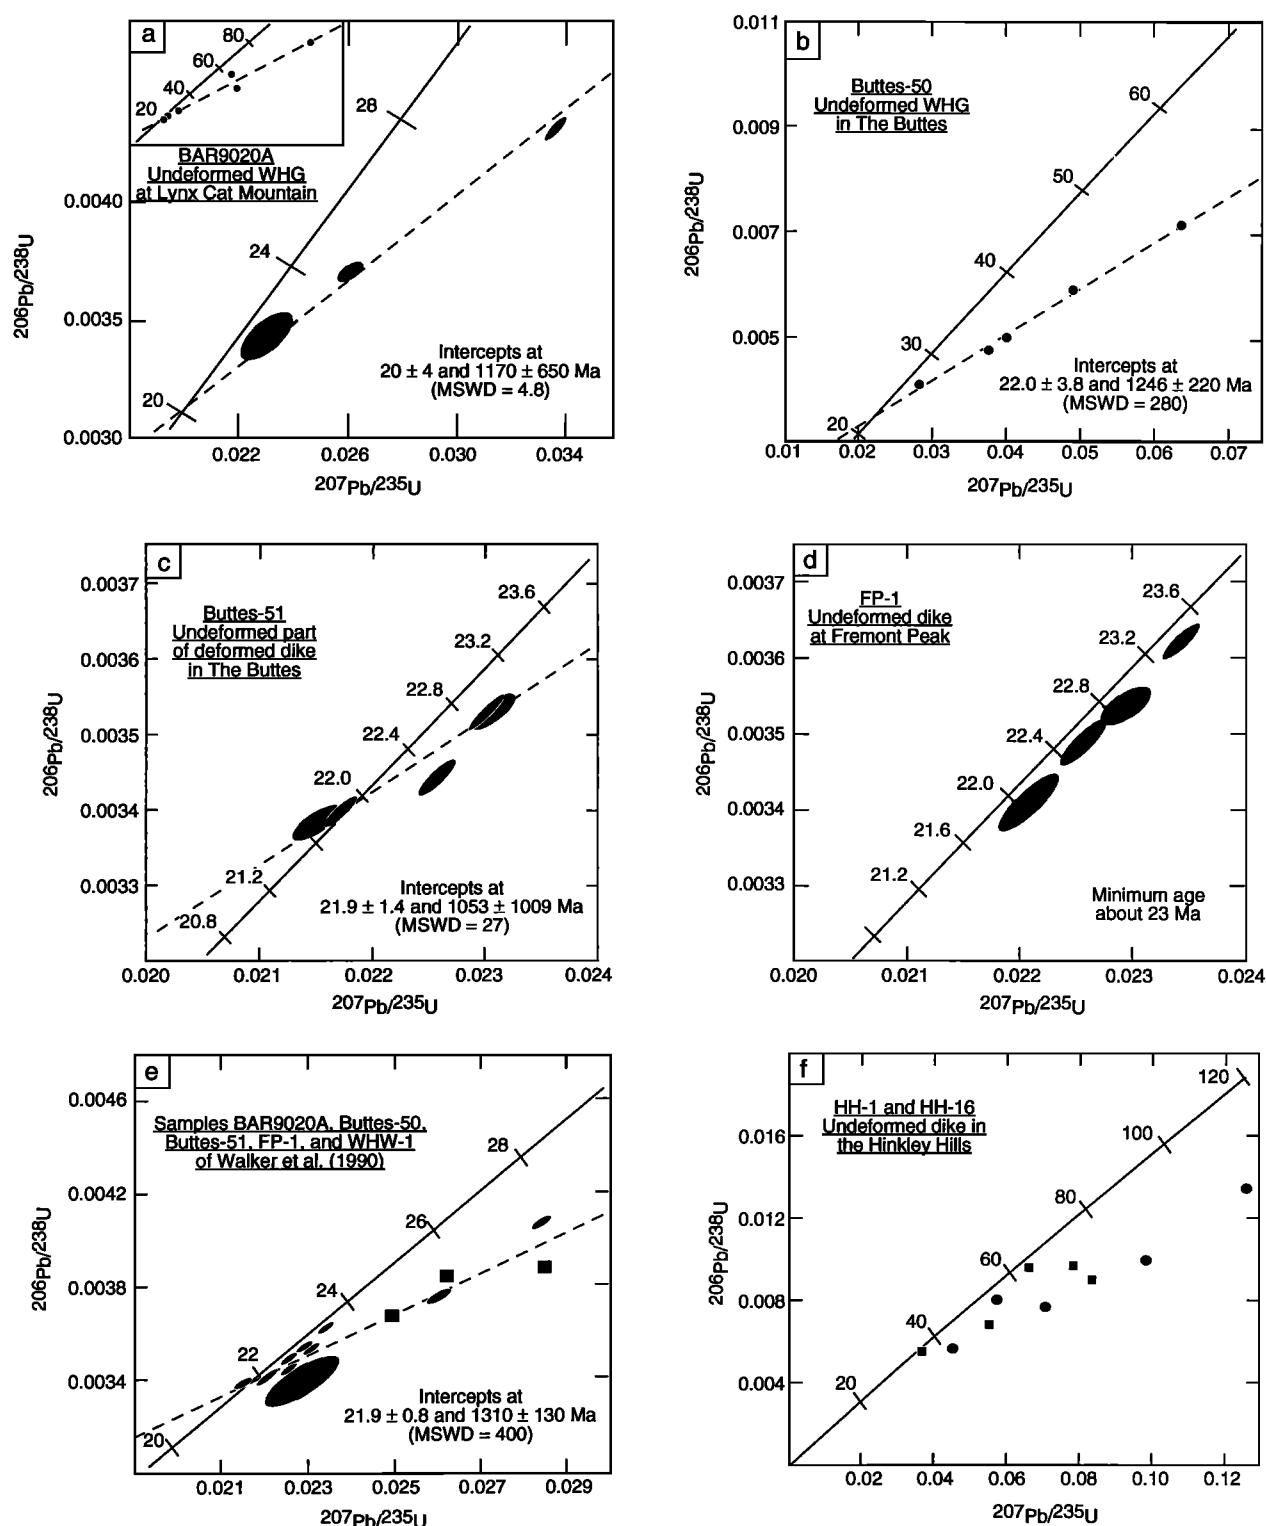 a
80
60
40
20
BAR9020A
Undeformed WHG
at Lynx Cat Mountain
28
24
20
0.0040
0.0035
0.0030
206Pb/238U
Intercepts at
20 ± 4 and 1170 ± 650 Ma
(MSWD = 4.8)
0.022 0.026 0.030 0.034
207Pb/235U
b
Buttes-50
Undeformed WHG
in The Buttes
0.011
0.009
0.007
0.005
206Pb/238U
60
50
40
30
20
Intercepts at
22.0 ± 3.8 and 1246 ± 220 Ma
(MSWD = 280)
0.01 0.02 0.03 0.04 0.05 0.06 0.07
207Pb/235U
c
Buttes-51
Undeformed part
of deformed dike
in The Buttes
0.0037
0.0036
0.0035
0.0034
0.0033
206Pb/238U
23.6
23.2
22.8
22.4
22.0
21.2
20.8
Intercepts at
21.9 ± 1.4 and 1053 ± 1009 Ma
(MSWD = 27)
0.020 0.021 0.022 0.023 0.024
207Pb/235U
d
FP-1
Undeformed dike
at Fremont Peak
0.0037
0.0036
0.0035
0.0034
0.0033
206Pb/238U
23.6
23.2
22.8
22.4
22.0
21.6
21.2
Minimum age
about 23 Ma
0.020 0.021 0.022 0.023 0.024
207Pb/235U
e
Samples BAR9020A, Buttes-50,
Buttes-51, FP-1, and WHW-1
of Walker et al. (1990)
0.0046
0.0042
0.0038
0.0034
206Pb/238U
28
26
24
22
20
Intercepts at
21.9 ± 0.8 and 1310 ± 130 Ma
(MSWD = 400)
0.021 0.023 0.025 0.027 0.029
207Pb/235U
f
HH-1 and HH-16
Undeformed dike in
the Hinkley Hills
0.016
0.012
0.008
0.004
206Pb/238U
120
100
80
60
40
20
0.02 0.04 0.06 0.08 0.10 0.12
207Pb/235U